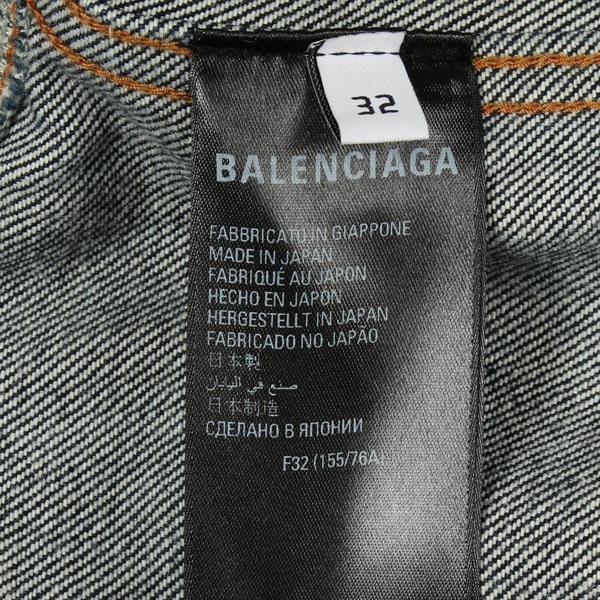 32
BALENCIAGA
FABBRICATO IN GIAPPONE
MADE IN JAPAN
FABRIQUÉ AU JAPON
HECHO EN JAPON
HERGESTELLT IN JAPAN
FABRICADO NO JAPÃO
日本製
صنع في اليابان
日本制造
СДЕЛАНО В ЯПОНИИ
F32 (155/76A)